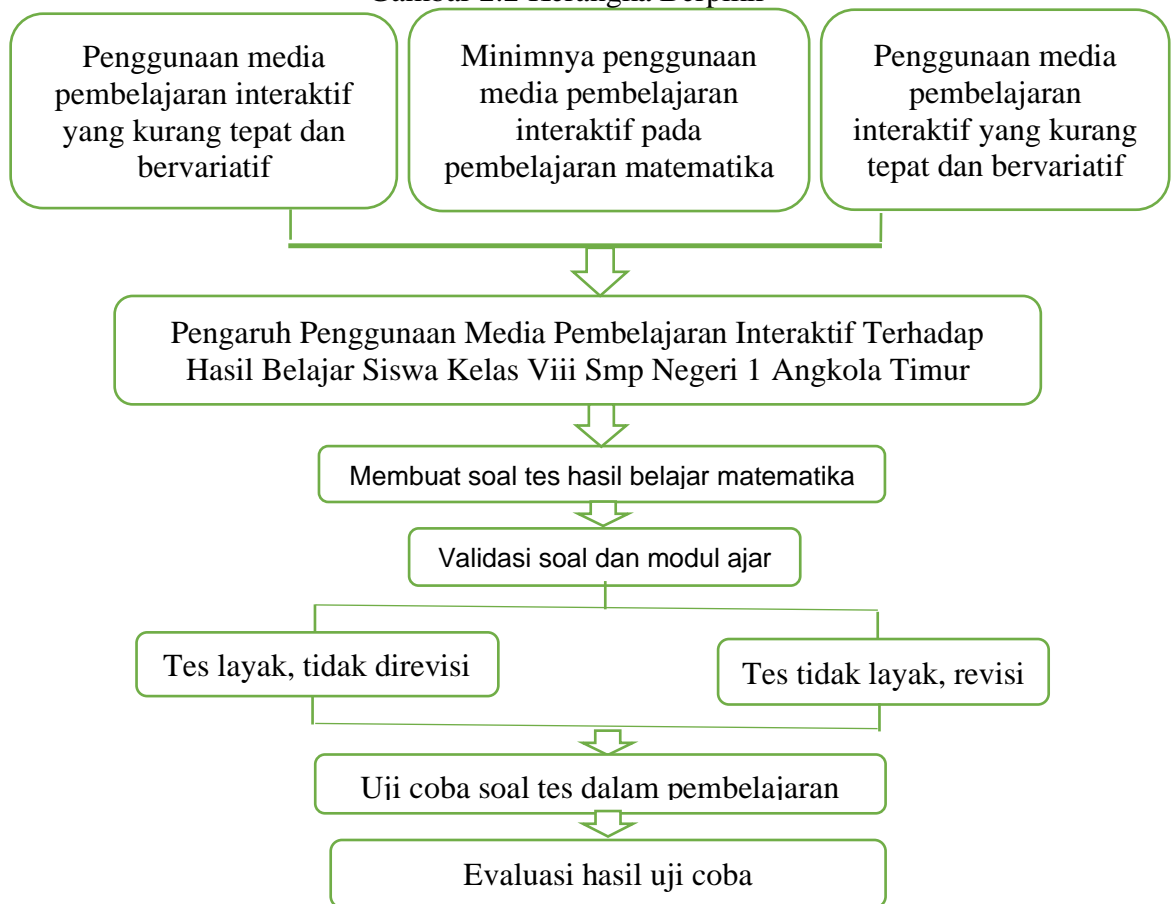 Penggunaan media
pembelajaran interaktif
yang kurang tepat dan
bervariatif
Minimnya penggunaan
media pembelajaran
interaktif pada
pembelajaran matematika
Penggunaan media
pembelajaran
interaktif yang kurang
tepat dan bervariatif
Pengaruh Penggunaan Media Pembelajaran Interaktif Terhadap
Hasil Belajar Siswa Kelas Viii Smp Negeri 1 Angkola Timur
Membuat soal tes hasil belajar matematika
Validasi soal dan modul ajar
Tes layak, tidak direvisi
Tes tidak layak, revisi
Uji coba soal tes dalam pembelajaran
Evaluasi hasil uji coba